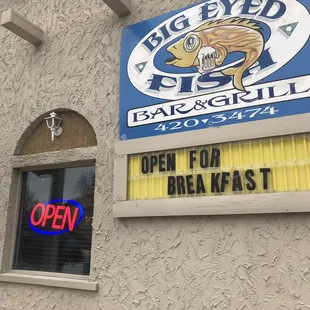 BIG EYED
FISH
BAR & GRILL
420·3474
OPEN FOR
BREAKFAST
OPEN